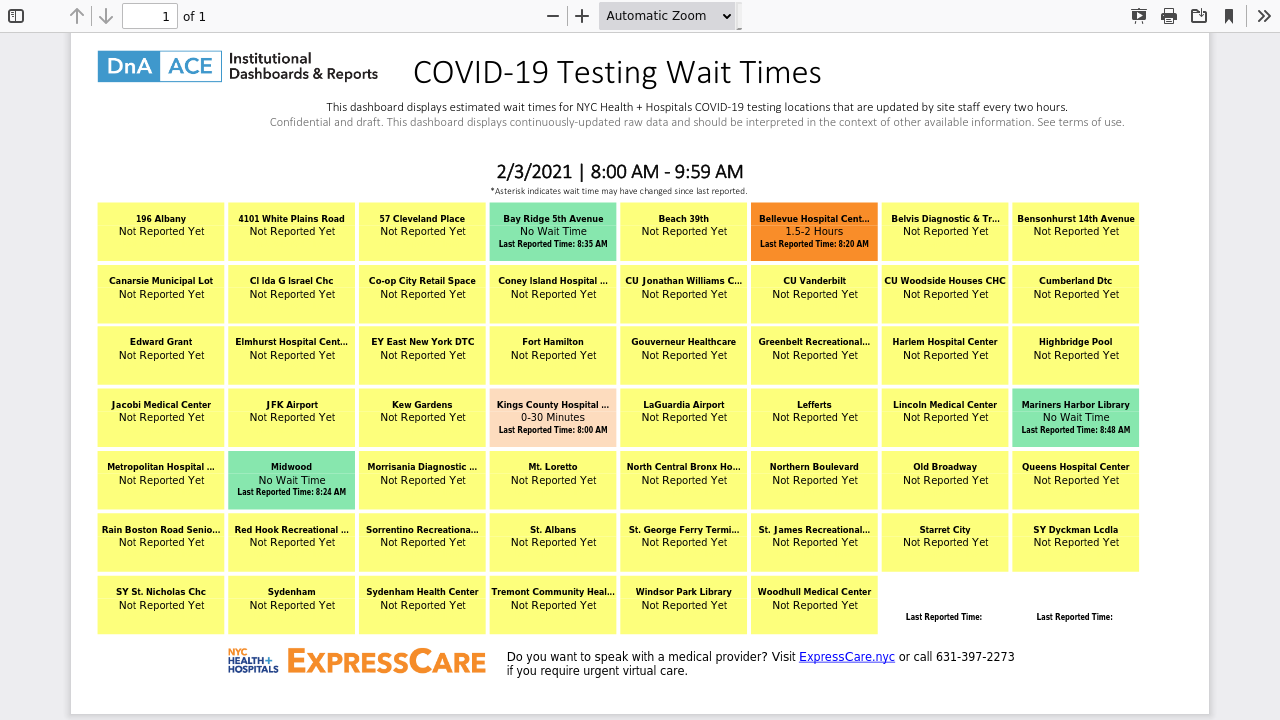 1 of 1 Automatic Zoom
DnA ACE Institutional
Dashboards & Reports
COVID-19 Testing Wait Times
This dashboard displays estimated wait times for NYC Health + Hospitals COVID-19 testing locations that are updated by site staff every two hours.
Confidential and draft. This dashboard displays continuously-updated raw data and should be interpreted in the context of other available information. See terms of use.
2/3/2021 | 8:00 AM - 9:59 AM
*Asterisk indicates wait time may have changed since last reported.
196 Albany
Not Reported Yet
4101 White Plains Road
Not Reported Yet
57 Cleveland Place
Not Reported Yet
Bay Ridge 5th Avenue
No Wait Time
Last Reported Time: 8:35 AM
Beach 39th
Not Reported Yet
Bellevue Hospital Cent...
1.5-2 Hours
Last Reported Time: 8:20 AM
Belvis Diagnostic & Tr...
Not Reported Yet
Bensonhurst 14th Avenue
Not Reported Yet
Canarsie Municipal Lot
Not Reported Yet
CI Ida G Israel Chc
Not Reported Yet
Co-op City Retail Space
Not Reported Yet
Coney Island Hospital ...
Not Reported Yet
CU Jonathan Williams C...
Not Reported Yet
CU Vanderbilt
Not Reported Yet
CU Woodside Houses CHC
Not Reported Yet
Cumberland Dtc
Not Reported Yet
Edward Grant
Not Reported Yet
Elmhurst Hospital Cent...
Not Reported Yet
EY East New York DTC
Not Reported Yet
Fort Hamilton
Not Reported Yet
Gouverneur Healthcare
Not Reported Yet
Greenbelt Recreational...
Not Reported Yet
Harlem Hospital Center
Not Reported Yet
Highbridge Pool
Not Reported Yet
Jacobi Medical Center
Not Reported Yet
JFK Airport
Not Reported Yet
Kew Gardens
Not Reported Yet
Kings County Hospital ...
0-30 Minutes
Last Reported Time: 8:00 AM
LaGuardia Airport
Not Reported Yet
Lefferts
Not Reported Yet
Lincoln Medical Center
Not Reported Yet
Mariners Harbor Library
No Wait Time
Last Reported Time: 8:48 AM
Metropolitan Hospital ...
Not Reported Yet
Midwood
No Wait Time
Last Reported Time: 8:24 AM
Morrisania Diagnostic ...
Not Reported Yet
Mt. Loretto
Not Reported Yet
North Central Bronx Ho...
Not Reported Yet
Northern Boulevard
Not Reported Yet
Old Broadway
Not Reported Yet
Queens Hospital Center
Not Reported Yet
Rain Boston Road Senio...
Not Reported Yet
Red Hook Recreational ...
Not Reported Yet
Sorrentino Recreationa...
Not Reported Yet
St. Albans
Not Reported Yet
St. George Ferry Termi...
Not Reported Yet
St. James Recreational...
Not Reported Yet
Starret City
Not Reported Yet
SY Dyckman Lcdla
Not Reported Yet
SY St. Nicholas Chc
Not Reported Yet
Sydenham
Not Reported Yet
Sydenham Health Center
Not Reported Yet
Tremont Community Heal...
Not Reported Yet
Windsor Park Library
Not Reported Yet
Woodhull Medical Center
Not Reported Yet
Last Reported Time:
Last Reported Time:
NYC
HEALTH+
HOSPITALS
EXPRESSCARE
Do you want to speak with a medical provider? Visit ExpressCare.nyc or call 631-397-2273
if you require urgent virtual care.